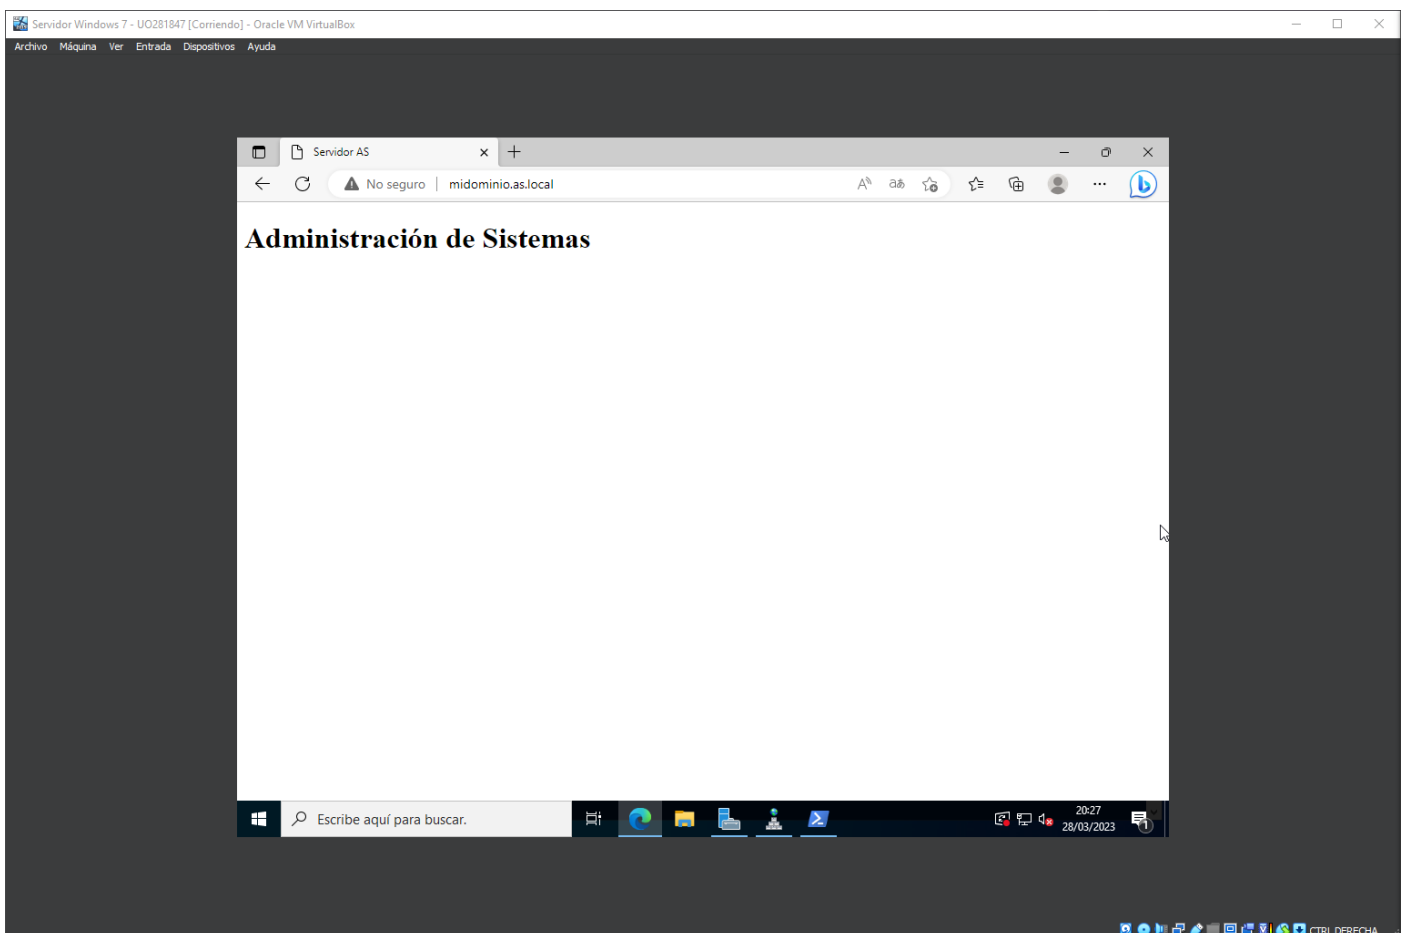 Servidor Windows 7 - UO281847 [Corriendo] - Oracle VM VirtualBox
Archivo Máquina Ver Entrada Dispositivos Ayuda
Servidor AS
No seguro | midominio.as.local
Administración de Sistemas
Escribe aquí para buscar.
20:27
28/03/2023
1
CTRL DERECHA